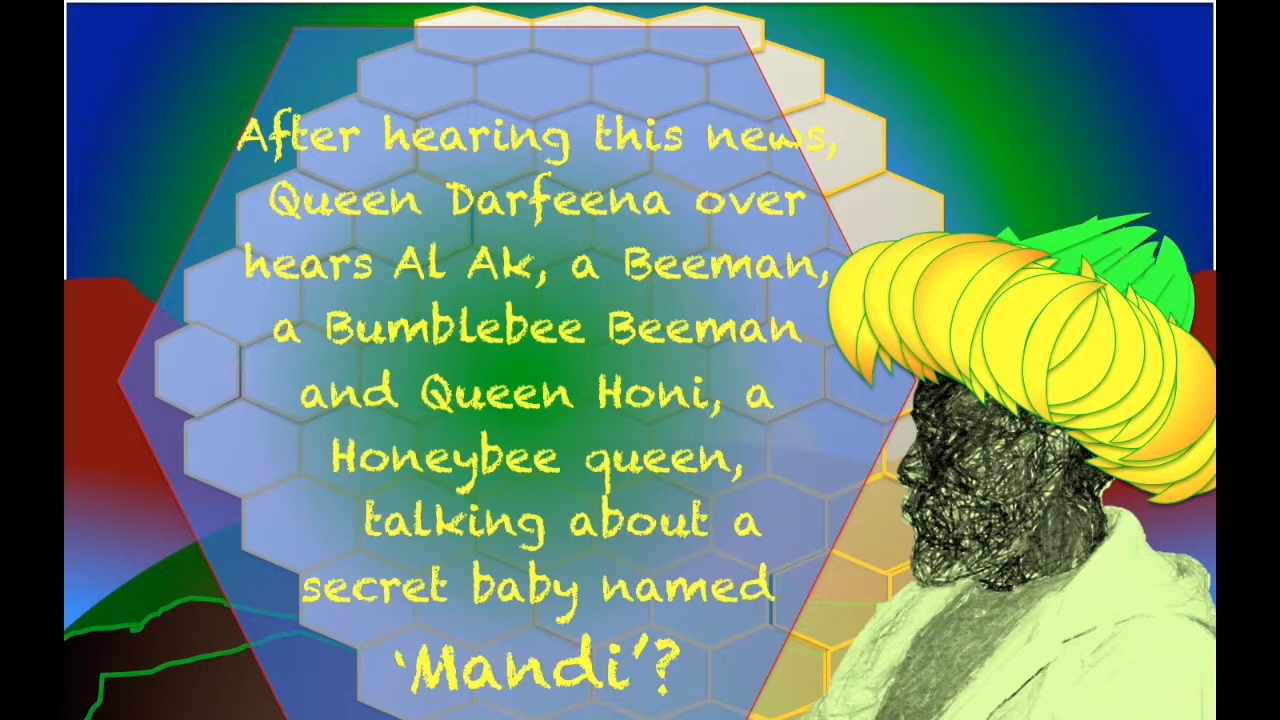 After hearing this news,
Queen Darfeena over
hears Al Ak, a Beeman,
a Bumblebee Beeman
and Queen Honi, a
Honeybee queen,
talking about a
secret baby named
‘Mandi’?